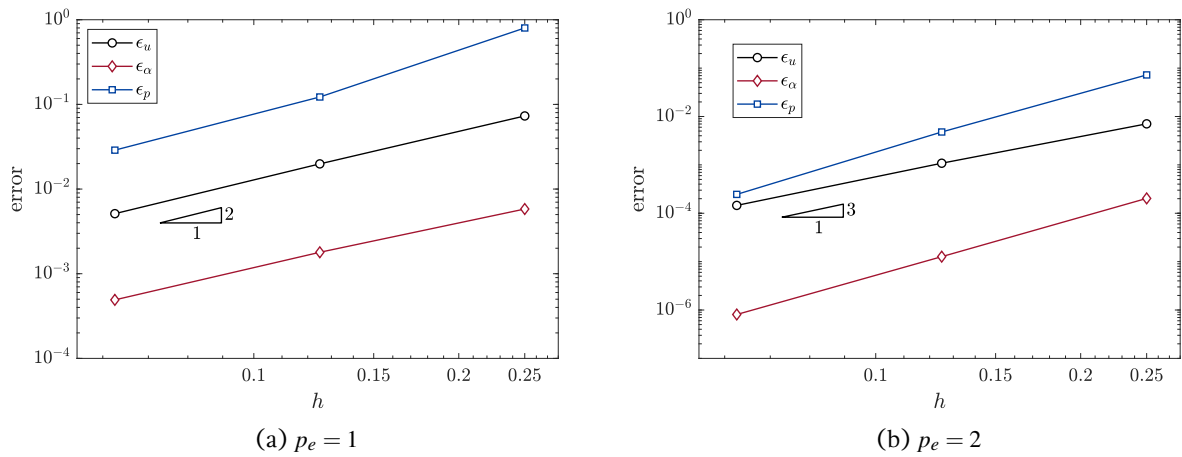 10^0
10^{-1}
10^{-2}
10^{-3}
10^{-4}
error
ϵ_u
ϵ_α
ϵ_p
2
1
0.1 0.15 0.2 0.25
h
(a) p_e = 1
10^0
10^{-2}
10^{-4}
10^{-6}
error
ϵ_u
ϵ_α
ϵ_p
3
1
0.1 0.15 0.2 0.25
h
(b) p_e = 2